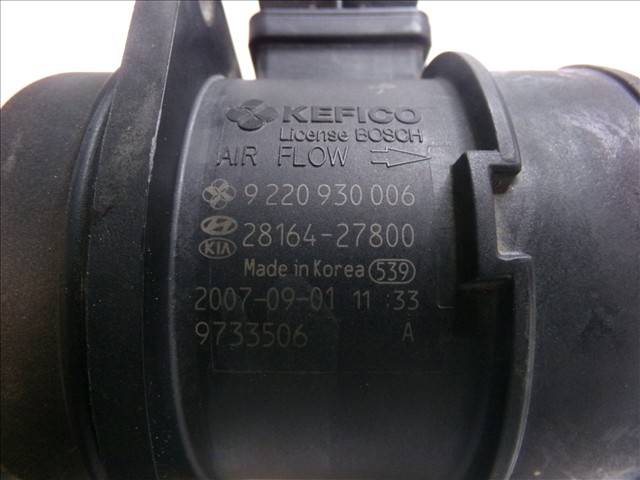 KEFICO
License BOSCH
AIR FLOW
9 220 930 006
28164-27800
KIA
Made in Korea 539
2007-09-01 11:33
9733506 A